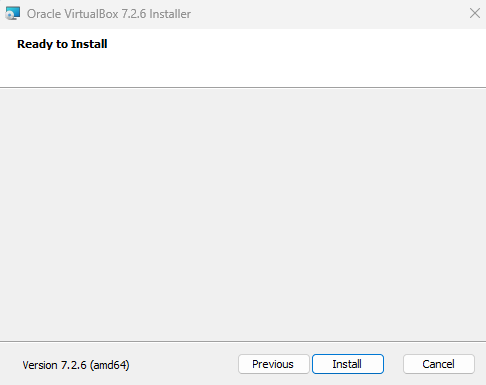 Oracle VirtualBox 7.2.6 Installer
Ready to Install
Version 7.2.6 (amd64)
Previous
Install
Cancel